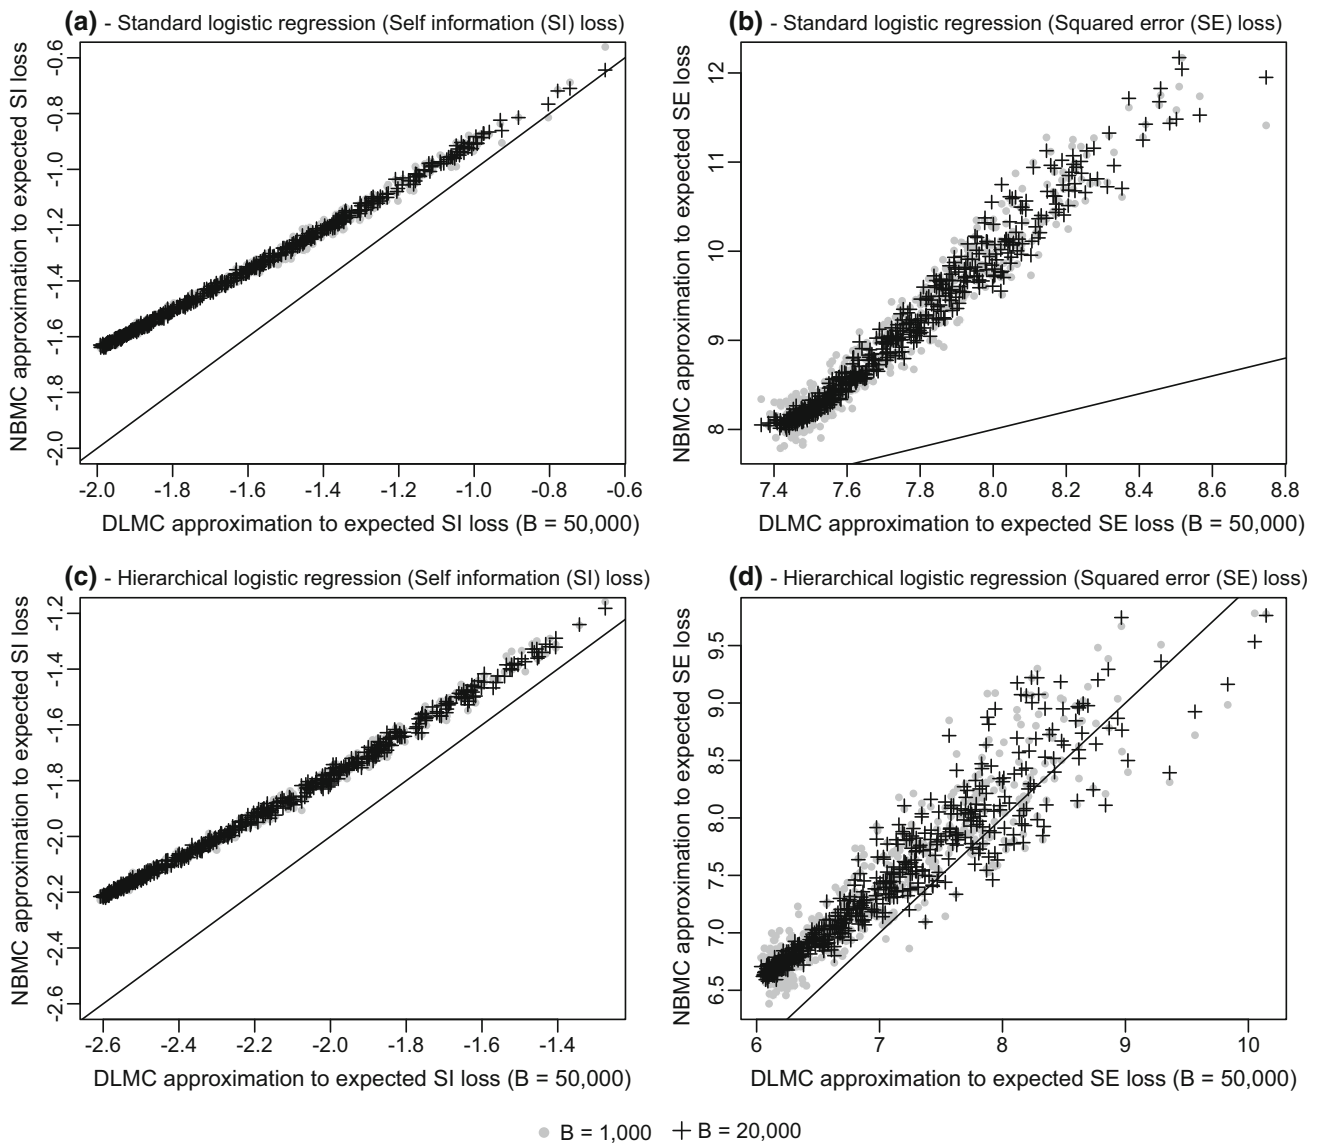 (a) - Standard logistic regression (Self information (SI) loss)
NBMC approximation to expected SI loss
-0.6
-0.8
-1.0
-1.2
-1.4
-1.6
-1.8
-2.0
-2.0 -1.8 -1.6 -1.4 -1.2 -1.0 -0.8 -0.6
DLMC approximation to expected SI loss (B = 50,000)
(b) - Standard logistic regression (Squared error (SE) loss)
NBMC approximation to expected SE loss
12
11
10
9
8
7.4 7.6 7.8 8.0 8.2 8.4 8.6 8.8
DLMC approximation to expected SE loss (B = 50,000)
(c) - Hierarchical logistic regression (Self information (SI) loss)
NBMC approximation to expected SI loss
-1.2
-1.4
-1.6
-1.8
-2.0
-2.2
-2.4
-2.6
-2.6 -2.4 -2.2 -2.0 -1.8 -1.6 -1.4
DLMC approximation to expected SI loss (B = 50,000)
(d) - Hierarchical logistic regression (Squared error (SE) loss)
NBMC approximation to expected SE loss
9.5
9.0
8.5
8.0
7.5
7.0
6.5
6 7 8 9 10
DLMC approximation to expected SE loss (B = 50,000)
B = 1,000 B = 20,000